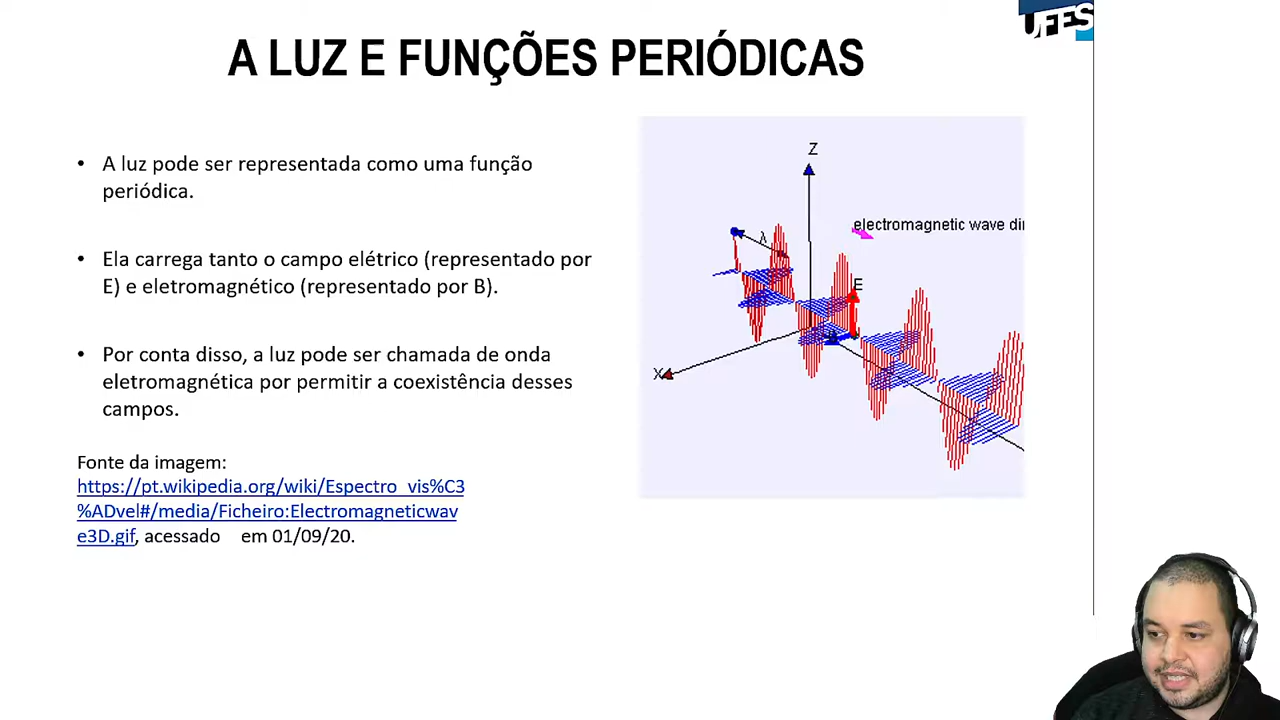 UFES
A LUZ E FUNÇÕES PERIÓDICAS
• A luz pode ser representada como uma função
periódica.
• Ela carrega tanto o campo elétrico (representado por
E) e eletromagnético (representado por B).
• Por conta disso, a luz pode ser chamada de onda
eletromagnética por permitir a coexistência desses
campos.
Fonte da imagem:
https://pt.wikipedia.org/wiki/Espectro_vis%C3
%ADvel#/media/Ficheiro:Electromagneticwav
e3D.gif, acessado em 01/09/20.
Z
electromagnetic wave dir
λ
E
X